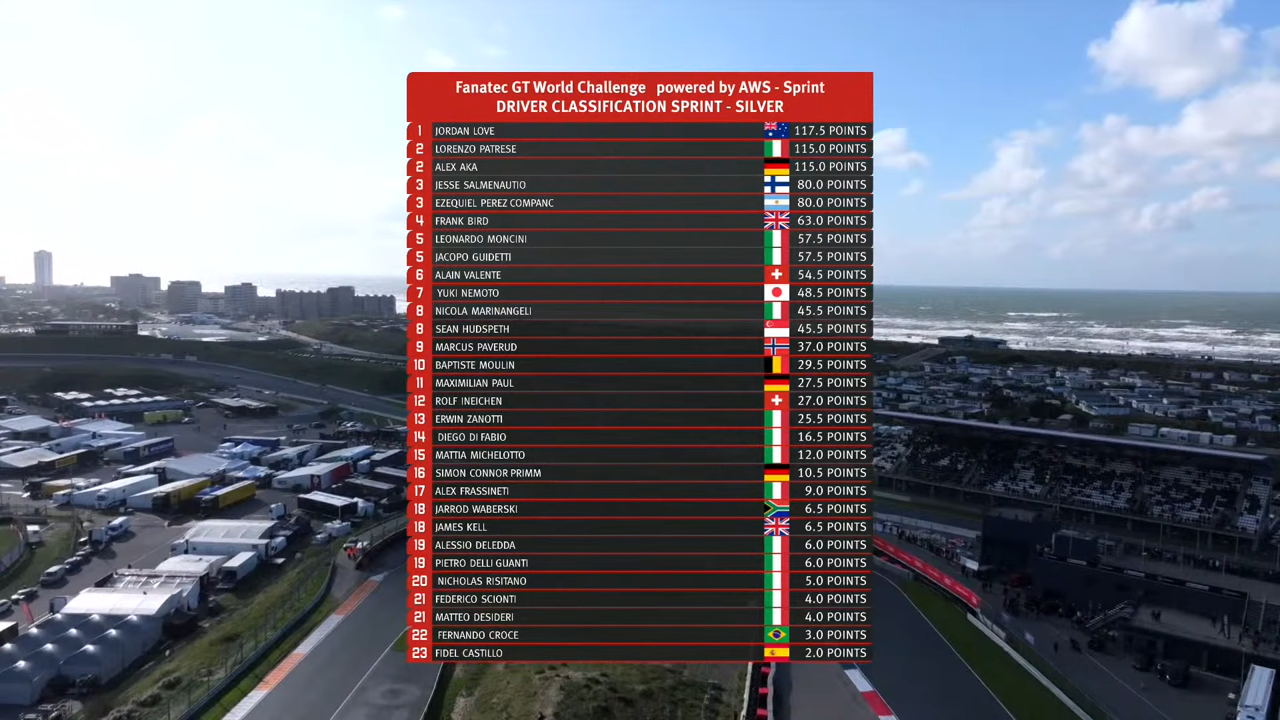 Fanatec GT World Challenge powered by AWS - Sprint
DRIVER CLASSIFICATION SPRINT - SILVER
1 JORDAN LOVE 117.5 POINTS
2 LORENZO PATRESE 115.0 POINTS
2 ALEX AKA 115.0 POINTS
3 JESSE SALMENAUTIO 80.0 POINTS
3 EZEQUIEL PEREZ COMPANC 80.0 POINTS
4 FRANK BIRD 63.0 POINTS
5 LEONARDO MONCINI 57.5 POINTS
5 JACOPO GUIDETTI 57.5 POINTS
6 ALAIN VALENTE 54.5 POINTS
7 YUKI NEMOTO 48.5 POINTS
8 NICOLA MARINANGELI 45.5 POINTS
8 SEAN HUDSPETH 45.5 POINTS
9 MARCUS PAVERUD 37.0 POINTS
10 BAPTISTE MOULIN 29.5 POINTS
11 MAXIMILIAN PAUL 27.5 POINTS
12 ROLF INEICHEN 27.0 POINTS
13 ERWIN ZANOTTI 25.5 POINTS
14 DIEGO DI FABIO 16.5 POINTS
15 MATTIA MICHELOTTO 12.0 POINTS
16 SIMON CONNOR PRIMM 10.5 POINTS
17 ALEX FRASSINETI 9.0 POINTS
18 JARROD WABERSKI 6.5 POINTS
18 JAMES KELL 6.5 POINTS
19 ALESSIO DELEDDA 6.0 POINTS
19 PIETRO DELLI GUANTI 6.0 POINTS
20 NICHOLAS RISITANO 5.0 POINTS
21 FEDERICO SCIONTI 4.0 POINTS
21 MATTEO DESIDERI 4.0 POINTS
22 FERNANDO CROCE 3.0 POINTS
23 FIDEL CASTILLO 2.0 POINTS